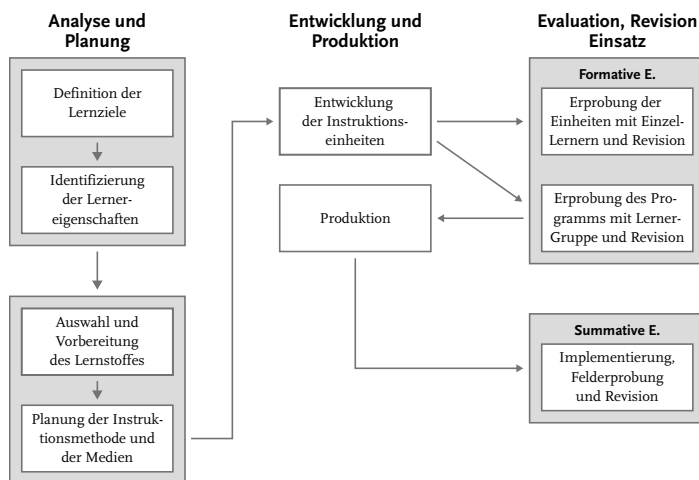 Analyse und
Planung
Definition der
Lernziele
Identifizierung
der Lerner-
eigenschaften
Auswahl und
Vorbereitung
des Lernstoffes
Planung der Instruk-
tionsmethode und
der Medien
Entwicklung und
Produktion
Entwicklung
der Instruktions-
einheiten
Produktion
Evaluation, Revision
Einsatz
Formative E.
Erprobung der
Einheiten mit Einzel-
Lernern und Revision
Erprobung des Pro-
gramms mit Lerner-
Gruppe und Revision
Summative E.
Implementierung,
Felderprobung
und Revision